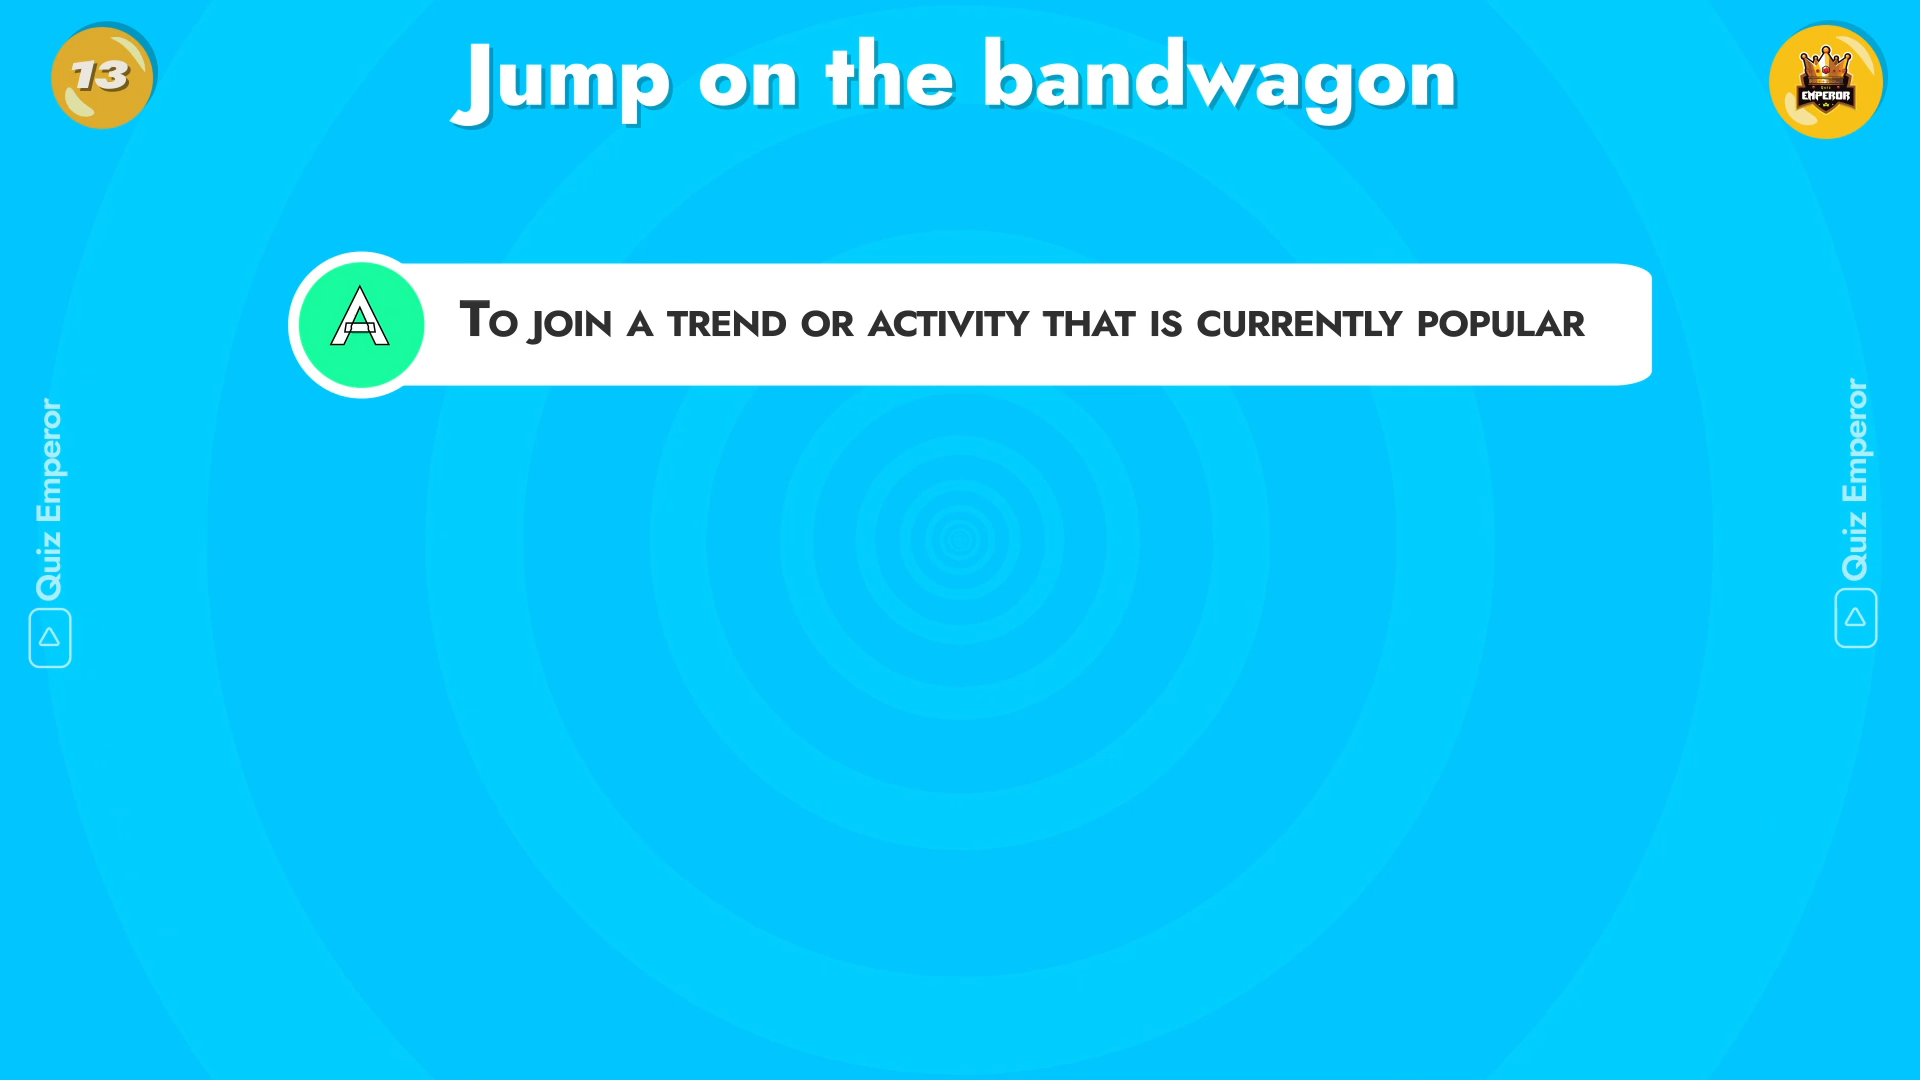 13
Jump on the bandwagon
EMPEROR
A
To join a trend or activity that is currently popular
Quiz Emperor
Quiz Emperor